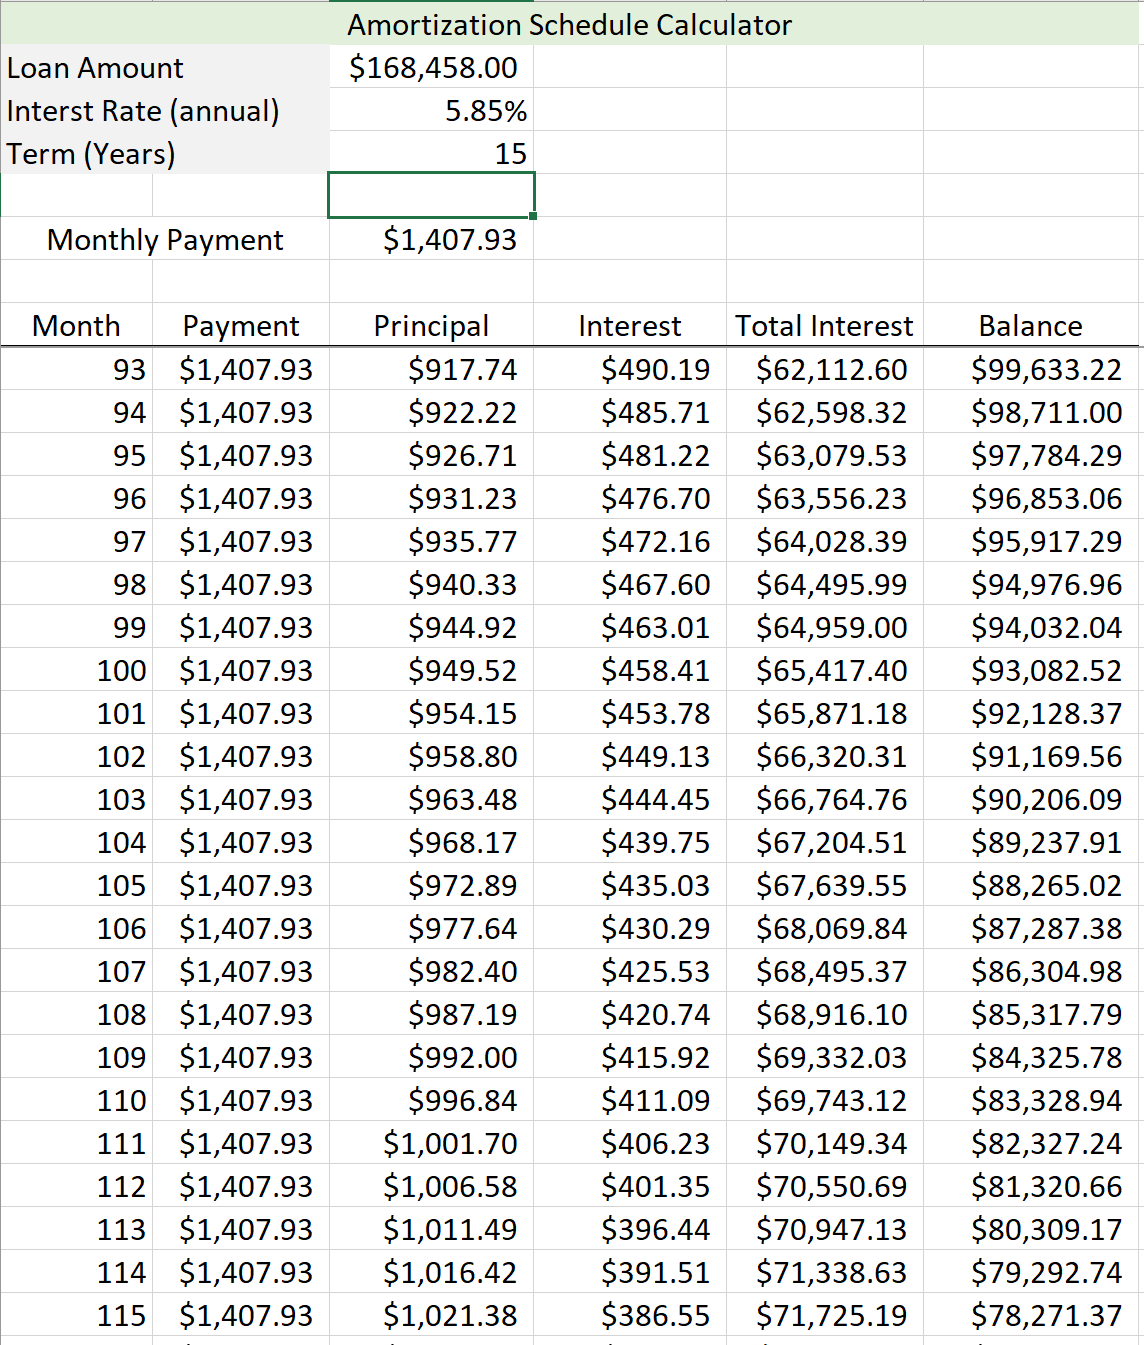 Amortization Schedule Calculator
Loan Amount $168,458.00
Interst Rate (annual) 5.85%
Term (Years) 15
Monthly Payment $1,407.93
Month Payment Principal Interest Total Interest Balance
93 $1,407.93 $917.74 $490.19 $62,112.60 $99,633.22
94 $1,407.93 $922.22 $485.71 $62,598.32 $98,711.00
95 $1,407.93 $926.71 $481.22 $63,079.53 $97,784.29
96 $1,407.93 $931.23 $476.70 $63,556.23 $96,853.06
97 $1,407.93 $935.77 $472.16 $64,028.39 $95,917.29
98 $1,407.93 $940.33 $467.60 $64,495.99 $94,976.96
99 $1,407.93 $944.92 $463.01 $64,959.00 $94,032.04
100 $1,407.93 $949.52 $458.41 $65,417.40 $93,082.52
101 $1,407.93 $954.15 $453.78 $65,871.18 $92,128.37
102 $1,407.93 $958.80 $449.13 $66,320.31 $91,169.56
103 $1,407.93 $963.48 $444.45 $66,764.76 $90,206.09
104 $1,407.93 $968.17 $439.75 $67,204.51 $89,237.91
105 $1,407.93 $972.89 $435.03 $67,639.55 $88,265.02
106 $1,407.93 $977.64 $430.29 $68,069.84 $87,287.38
107 $1,407.93 $982.40 $425.53 $68,495.37 $86,304.98
108 $1,407.93 $987.19 $420.74 $68,916.10 $85,317.79
109 $1,407.93 $992.00 $415.92 $69,332.03 $84,325.78
110 $1,407.93 $996.84 $411.09 $69,743.12 $83,328.94
111 $1,407.93 $1,001.70 $406.23 $70,149.34 $82,327.24
112 $1,407.93 $1,006.58 $401.35 $70,550.69 $81,320.66
113 $1,407.93 $1,011.49 $396.44 $70,947.13 $80,309.17
114 $1,407.93 $1,016.42 $391.51 $71,338.63 $79,292.74
115 $1,407.93 $1,021.38 $386.55 $71,725.19 $78,271.37